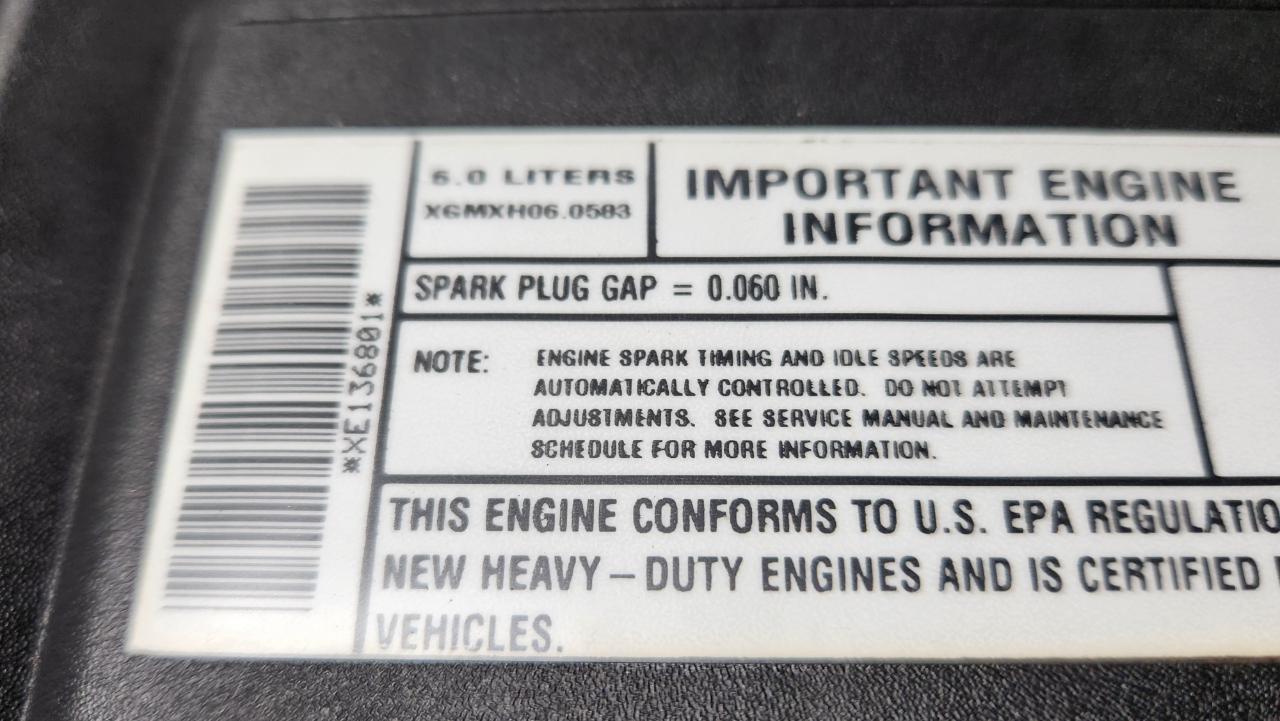 6.0 LITERS
XGMXH06.0583
IMPORTANT ENGINE
INFORMATION
SPARK PLUG GAP = 0.060 IN.
NOTE: ENGINE SPARK TIMING AND IDLE SPEEDS ARE
AUTOMATICALLY CONTROLLED. DO NOT ATTEMPT
ADJUSTMENTS. SEE SERVICE MANUAL AND MAINTENANCE
SCHEDULE FOR MORE INFORMATION.
THIS ENGINE CONFORMS TO U.S. EPA REGULATIO
NEW HEAVY-DUTY ENGINES AND IS CERTIFIED
VEHICLES.
*XE136801*